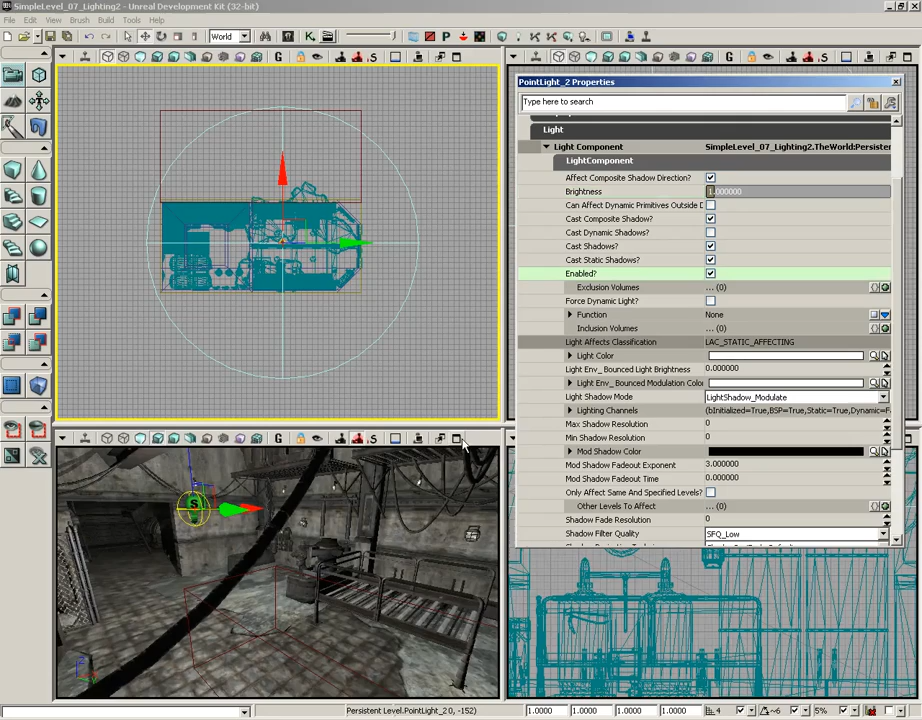 SimpleLevel_07_Lighting2 - Unreal Development Kit (32-bit)
File Edit View Brush Build Tools Help
World
PointLight_2 Properties
Type here to search
Light
Light Component SimpleLevel_07_Lighting2.TheWorld:Persisten
LightComponent
Affect Composite Shadow Direction?
Brightness 1.000000
Can Affect Dynamic Primitives Outside D
Cast Composite Shadow?
Cast Dynamic Shadows?
Cast Shadows?
Cast Static Shadows?
Enabled?
Exclusion Volumes ... (0)
Force Dynamic Light?
Function None
Inclusion Volumes ... (0)
Light Affects Classification LAC_STATIC_AFFECTING
Light Color
Light Env_Bounced Light Brightness 0.000000
Light Env_Bounced Modulation Color
Light Shadow Mode LightShadow_Modulate
Lighting Channels (bInitialized=True,BSP=True,Static=True,Dynamic=F
Max Shadow Resolution 0
Min Shadow Resolution 0
Mod Shadow Color
Mod Shadow Fadeout Exponent 3.000000
Mod Shadow Fadeout Time 0.000000
Only Affect Same And Specified Levels?
Other Levels To Affect ... (0)
Shadow Fade Resolution 0
Shadow Filter Quality SFQ_Low
Persistent Level.PointLight_2 0, -152) 1.0000 1.0000 1.0000 1.0000 4 6 5%